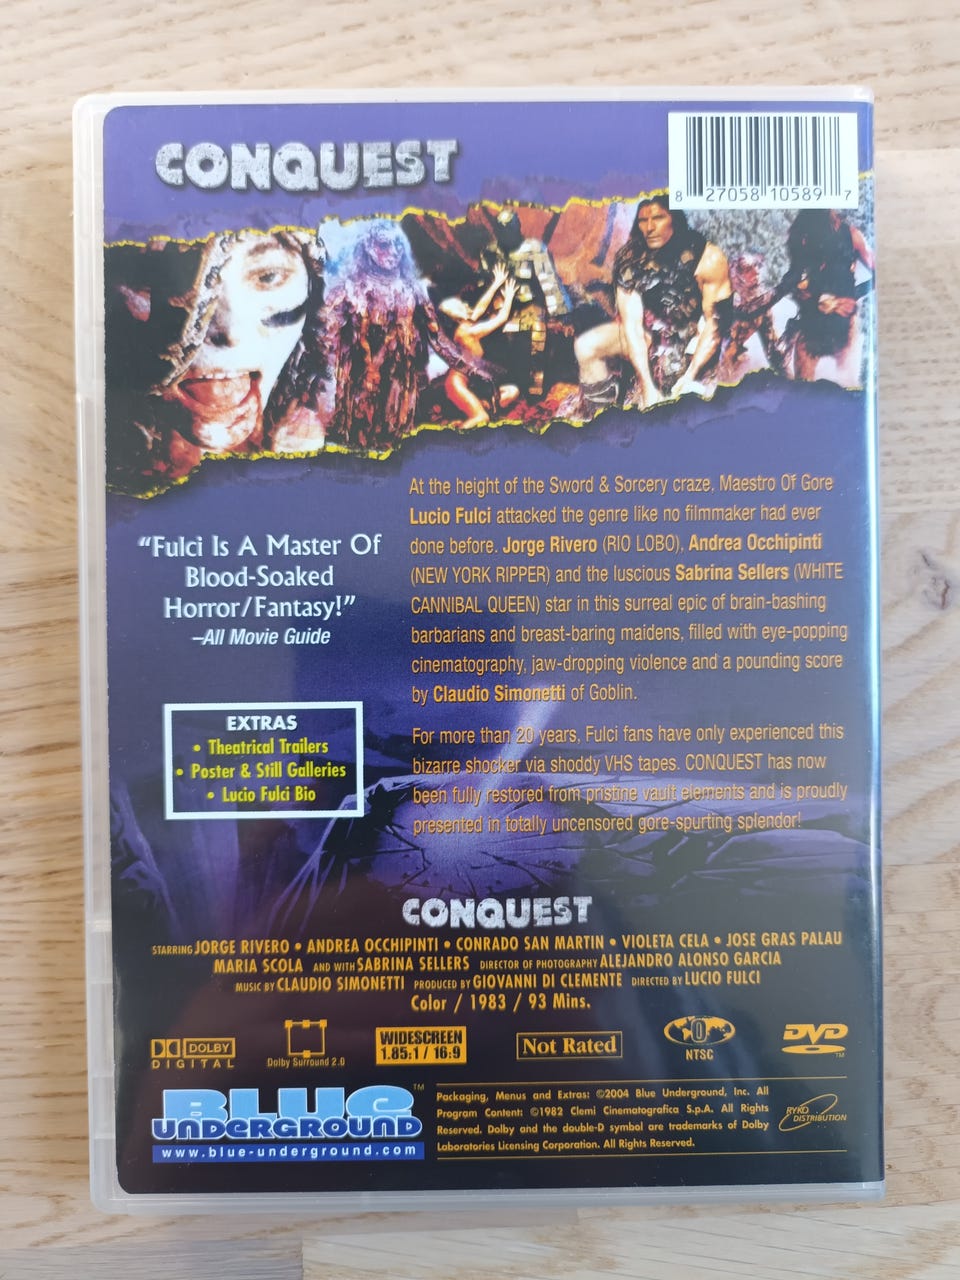 CONQUEST
8 27058 10589 7
At the height of the Sword & Sorcery craze, Maestro Of Gore
Lucio Fulci attacked the genre like no filmmaker had ever
done before. Jorge Rivero (RIO LOBO), Andrea Occhipinti
(NEW YORK RIPPER) and the luscious Sabrina Sellers (WHITE
CANNIBAL QUEEN) star in this surreal epic of brain-bashing
barbarians and breast-baring maidens, filled with eye-popping
cinematography, jaw-dropping violence and a pounding score
by Claudio Simonetti of Goblin.
For more than 20 years, Fulci fans have only experienced this
bizarre shocker via shoddy VHS tapes. CONQUEST has now
been fully restored from pristine vault elements and is proudly
presented in totally uncensored gore-spurting splendor!
"Fulci Is A Master Of
Blood-Soaked
Horror/Fantasy!"
–All Movie Guide
EXTRAS
• Theatrical Trailers
• Poster & Still Galleries
• Lucio Fulci Bio
CONQUEST
STARRING JORGE RIVERO • ANDREA OCCHIPINTI • CONRADO SAN MARTIN • VIOLETA CELA • JOSE GRAS PALAU
MARIA SCOLA AND WITH SABRINA SELLERS DIRECTOR OF PHOTOGRAPHY ALEJANDRO ALONSO GARCIA
MUSIC BY CLAUDIO SIMONETTI PRODUCED BY GIOVANNI DI CLEMENTE DIRECTED BY LUCIO FULCI
Color / 1983 / 93 Mins.
DOLBY
DIGITAL
Dolby Surround 2.0
WIDESCREEN
1.85:1 / 16:9
Not Rated
0
NTSC
DVD
TM
BLUE TM
UNDERGROUND
www.blue-underground.com
Packaging, Menus and Extras: ©2004 Blue Underground, Inc. All
Program Content: ©1982 Clemi Cinematografica S.p.A. All Rights
Reserved. Dolby and the double-D symbol are trademarks of Dolby
Laboratories Licensing Corporation. All Rights Reserved.
RYKO
DISTRIBUTION